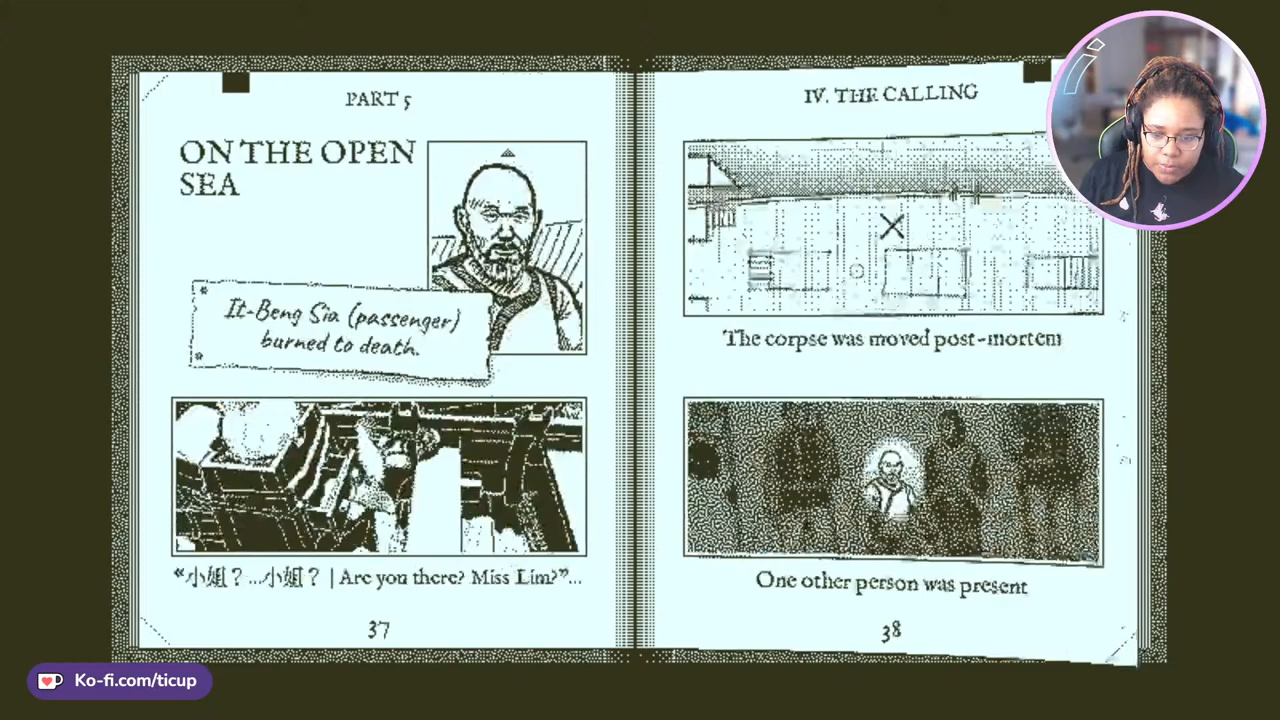 PART 5
ON THE OPEN
SEA
It-Beng Sia (passenger)
burned to death.
“小姐？...小姐？ | Are you there? Miss Lim?”...
37
IV. THE CALLING
The corpse was moved post-mortem
One other person was present
38
Ko-fi.com/ticup